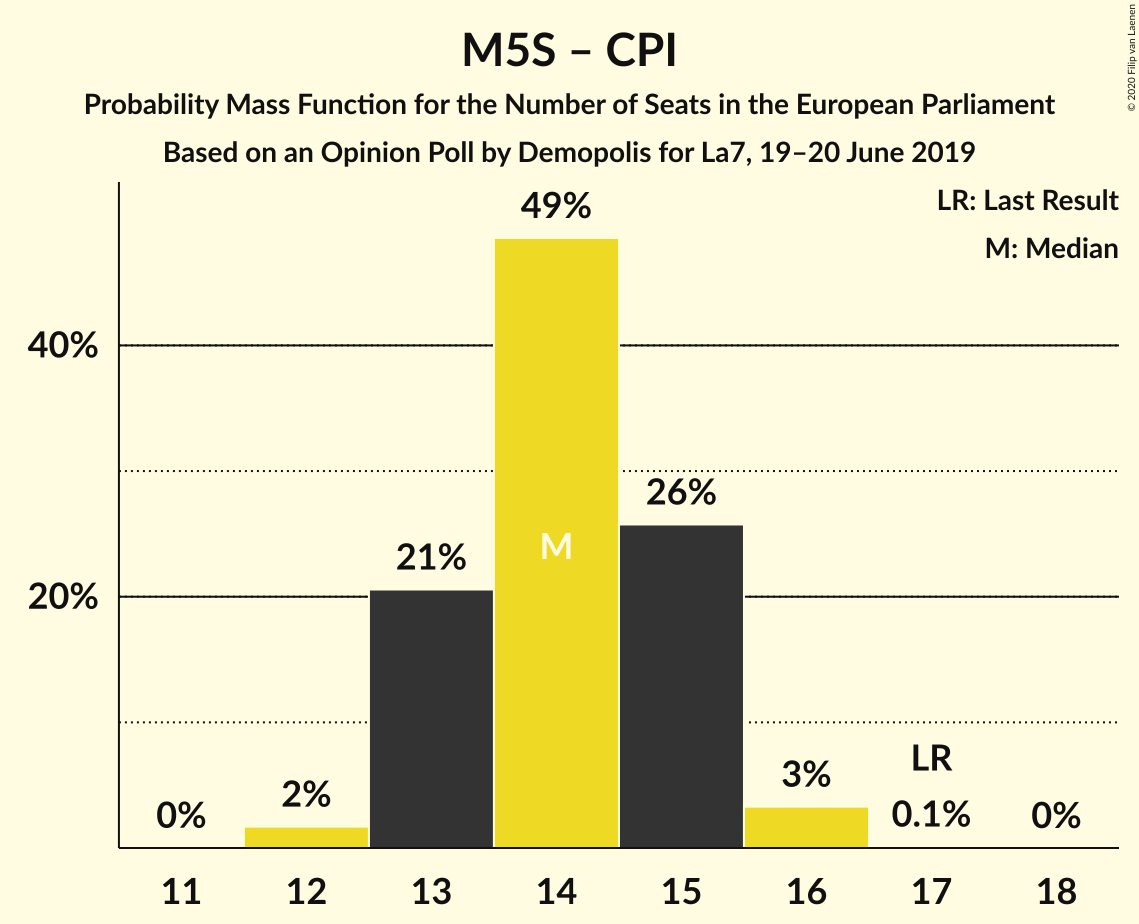 M5S – CPI
Probability Mass Function for the Number of Seats in the European Parliament
Based on an Opinion Poll by Demopolis for La7, 19–20 June 2019
© 2020 Filip van Laenen
LR: Last Result
M: Median
49%
40%
26%
M
21%
20%
LR
3%
2%
0%
0.1%
0%
11 12 13 14 15 16 17 18